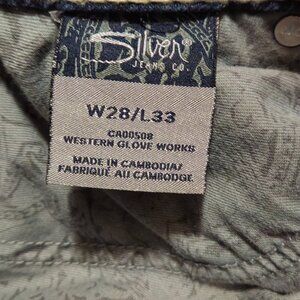 Silver®
JEANS CO
W28/L33
CA00508
WESTERN GLOVE WORKS
MADE IN CAMBODIA/
FABRIQUÉ AU CAMBODGE